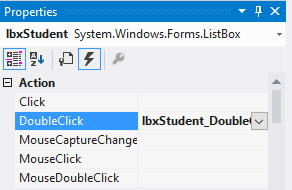 Properties
lbxStudent System.Windows.Forms.ListBox
Action
Click
DoubleClick lbxStudent_Double
MouseCaptureChange
MouseClick
MouseDoubleClick